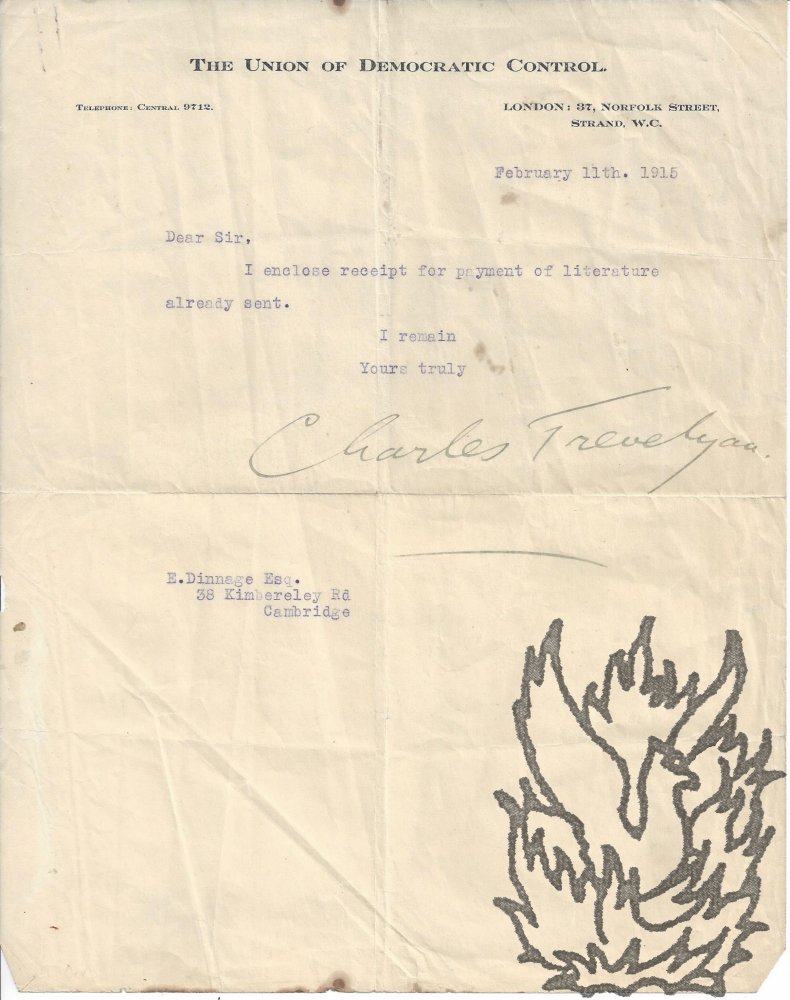 THE UNION OF DEMOCRATIC CONTROL.
TELEPHONE: CENTRAL 9712.
LONDON: 37, NORFOLK STREET,
STRAND, W.C.
February 11th. 1915
Dear Sir,
I enclose receipt for payment of literature
already sent.
I remain
Yours truly
Charles Trevelyan.
E.Dinnage Esq.
38 Kimbereley Rd
Cambridge